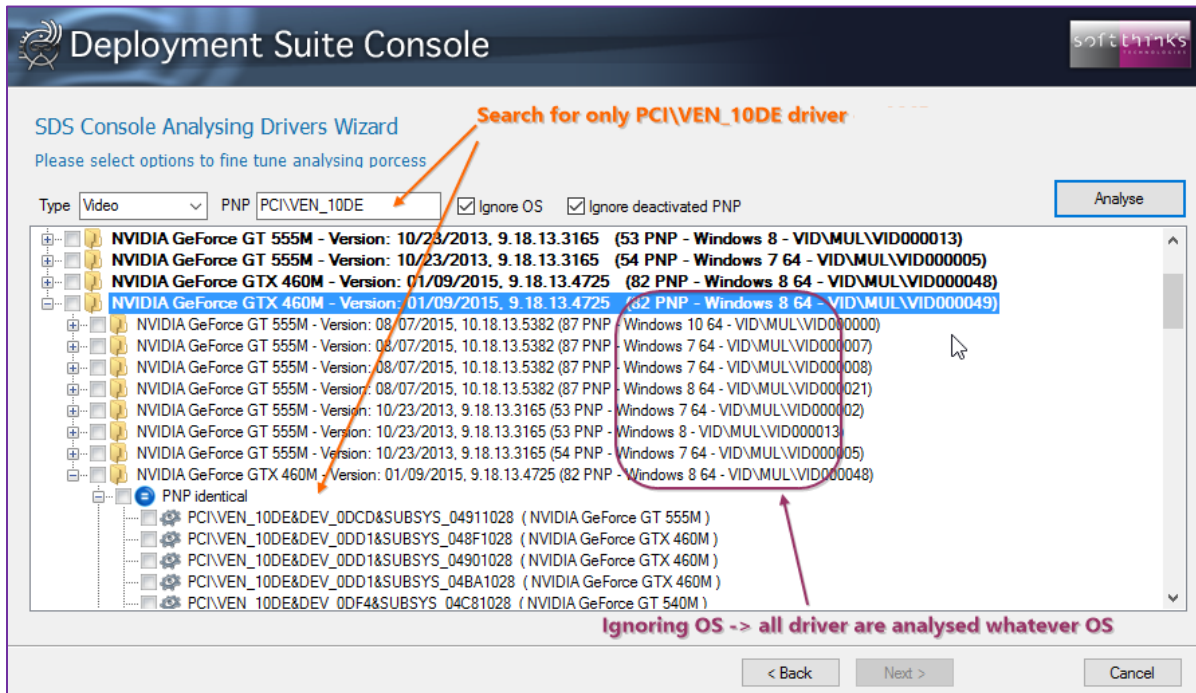 Deployment Suite Console
softthinks
TECHNOLOGIES
Search for only PCI\VEN_10DE driver
SDS Console Analysing Drivers Wizard
Please select options to fine tune analysing porcess
Type Video PNP PCI\VEN_10DE Ignore OS Ignore deactivated PNP Analyse
NVIDIA GeForce GT 555M - Version: 10/23/2013, 9.18.13.3165 (53 PNP - Windows 8 - VID\MUL\VID000013)
NVIDIA GeForce GT 555M - Version: 10/23/2013, 9.18.13.3165 (54 PNP - Windows 7 64 - VID\MUL\VID000005)
NVIDIA GeForce GTX 460M - Version: 01/09/2015, 9.18.13.4725 (82 PNP - Windows 8 64 - VID\MUL\VID000048)
NVIDIA GeForce GTX 460M - Version: 01/09/2015, 9.18.13.4725 (82 PNP - Windows 8 64 - VID\MUL\VID000049)
NVIDIA GeForce GT 555M - Version: 08/07/2015, 10.18.13.5382 (87 PNP - Windows 10 64 - VID\MUL\VID000000)
NVIDIA GeForce GT 555M - Version: 08/07/2015, 10.18.13.5382 (87 PNP - Windows 7 64 - VID\MUL\VID000007)
NVIDIA GeForce GT 555M - Version: 08/07/2015, 10.18.13.5382 (87 PNP - Windows 7 64 - VID\MUL\VID000008)
NVIDIA GeForce GT 555M - Version: 08/07/2015, 10.18.13.5382 (87 PNP - Windows 8 64 - VID\MUL\VID000021)
NVIDIA GeForce GT 555M - Version: 10/23/2013, 9.18.13.3165 (53 PNP - Windows 7 64 - VID\MUL\VID000002)
NVIDIA GeForce GT 555M - Version: 10/23/2013, 9.18.13.3165 (53 PNP - Windows 8 - VID\MUL\VID000013)
NVIDIA GeForce GT 555M - Version: 10/23/2013, 9.18.13.3165 (54 PNP - Windows 7 64 - VID\MUL\VID000005)
NVIDIA GeForce GTX 460M - Version: 01/09/2015, 9.18.13.4725 (82 PNP - Windows 8 64 - VID\MUL\VID000048)
PNP identical
PCI\VEN_10DE&DEV_0DCD&SUBSYS_04911028 ( NVIDIA GeForce GT 555M )
PCI\VEN_10DE&DEV_0DD1&SUBSYS_048F1028 ( NVIDIA GeForce GTX 460M )
PCI\VEN_10DE&DEV_0DD1&SUBSYS_04901028 ( NVIDIA GeForce GTX 460M )
PCI\VEN_10DE&DEV_0DD1&SUBSYS_04BA1028 ( NVIDIA GeForce GTX 460M )
PCI\VEN_10DE&DEV_0DF4&SUBSYS_04C81028 ( NVIDIA GeForce GT 540M )
Ignoring OS -> all driver are analysed whatever OS
< Back Next > Cancel